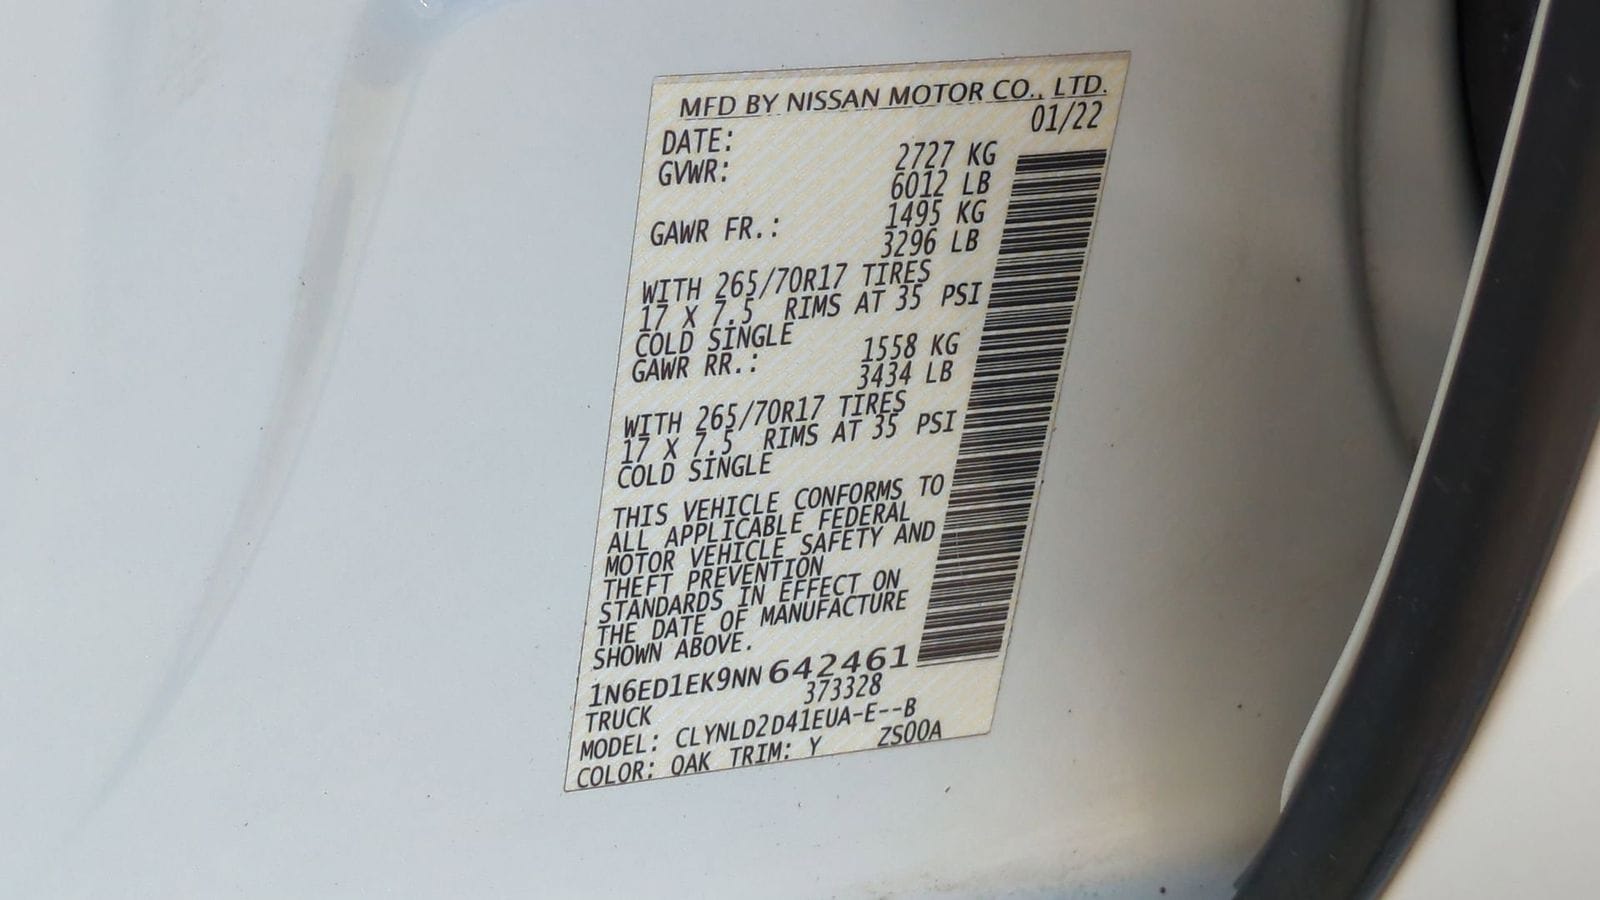 MFD BY NISSAN MOTOR CO., LTD.
DATE: 01/22
GVWR: 2727 KG
6012 LB
GAWR FR.: 1495 KG
3296 LB
WITH 265/70R17 TIRES
17 X 7.5 RIMS AT 35 PSI
COLD SINGLE
GAWR RR.: 1558 KG
3434 LB
WITH 265/70R17 TIRES
17 X 7.5 RIMS AT 35 PSI
COLD SINGLE
THIS VEHICLE CONFORMS TO
ALL APPLICABLE FEDERAL
MOTOR VEHICLE SAFETY AND
THEFT PREVENTION
STANDARDS IN EFFECT ON
THE DATE OF MANUFACTURE
SHOWN ABOVE.
1N6ED1EK9NN642461
TRUCK 373328
MODEL: CLYNLD2D41EUA-E--B
COLOR: QAK TRIM: Y ZS00A